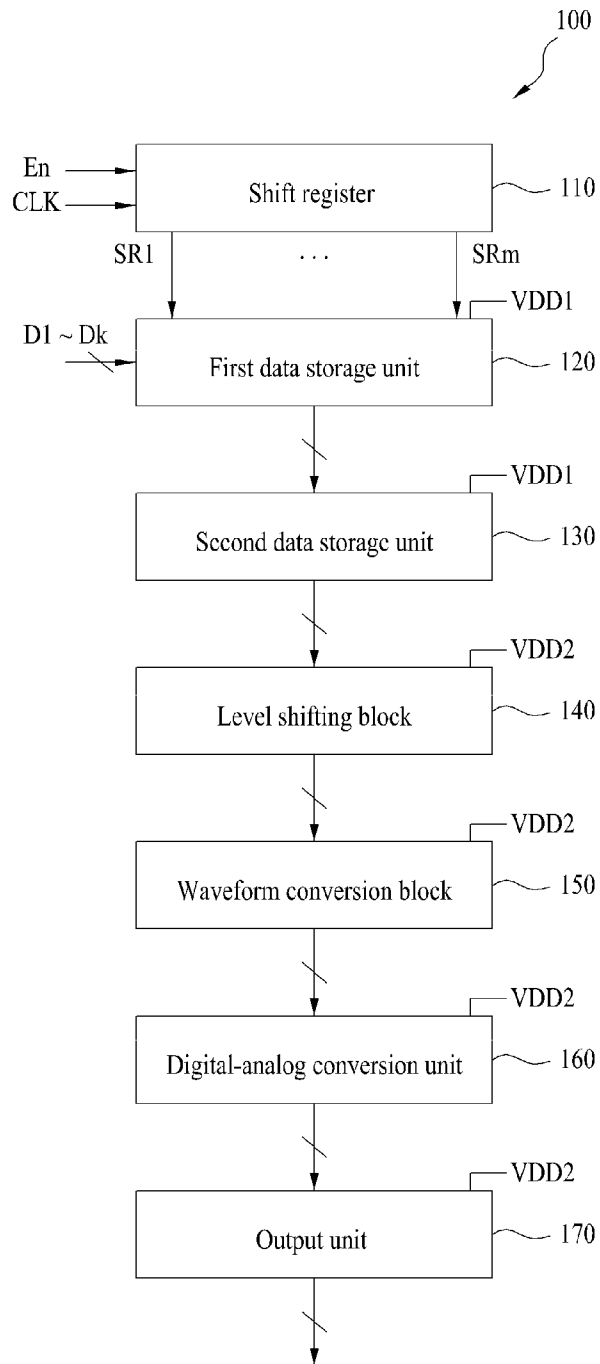 100
En
CLK
Shift register
110
SR1
. . .
SRm
VDD1
D1 ~ Dk
First data storage unit
120
VDD1
Second data storage unit
130
VDD2
Level shifting block
140
VDD2
Waveform conversion block
150
VDD2
Digital-analog conversion unit
160
VDD2
Output unit
170